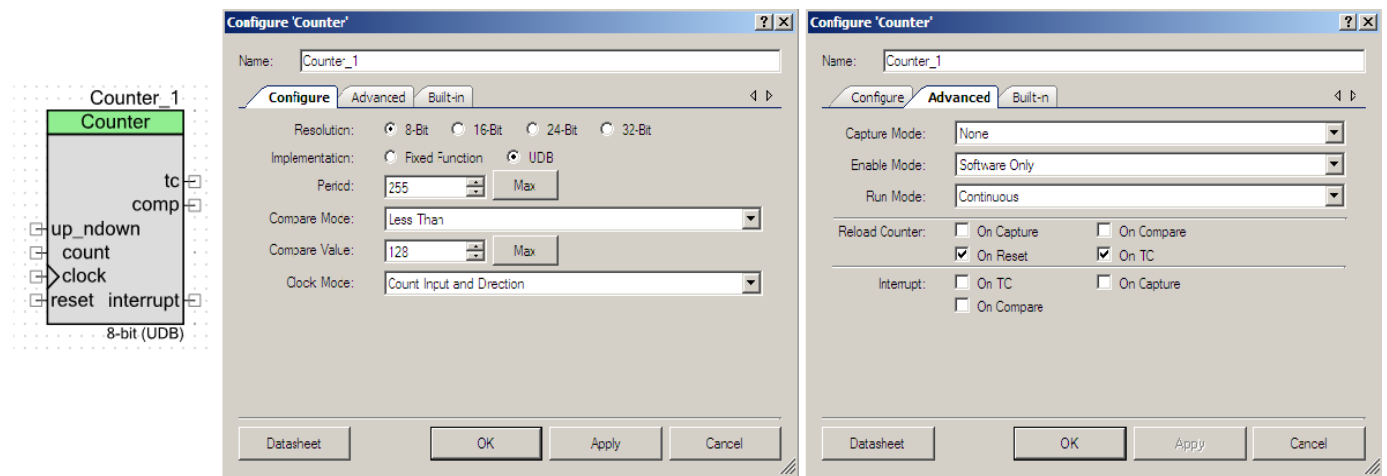 Counter_1
Counter
tc
comp
up_ndown
count
clock
reset interrupt
8-bit (UDB)
Configure 'Counter'
Name: Counter_1
Configure Advanced Built-in
Resolution: 8-Bit 16-Bit 24-Bit 32-Bit
Implementation: Fixed Function UDB
Period: 255 Max
Compare Mode: Less Than
Compare Value: 128 Max
Clock Mode: Count Input and Direction
Datasheet OK Apply Cancel
Configure 'Counter'
Name: Counter_1
Configure Advanced Built-n
Capture Mode: None
Enable Mode: Software Only
Run Mode: Continuous
Reload Counter: On Capture On Compare
On Reset On TC
Interrupt: On TC On Capture
On Compare
Datasheet OK Apply Cancel